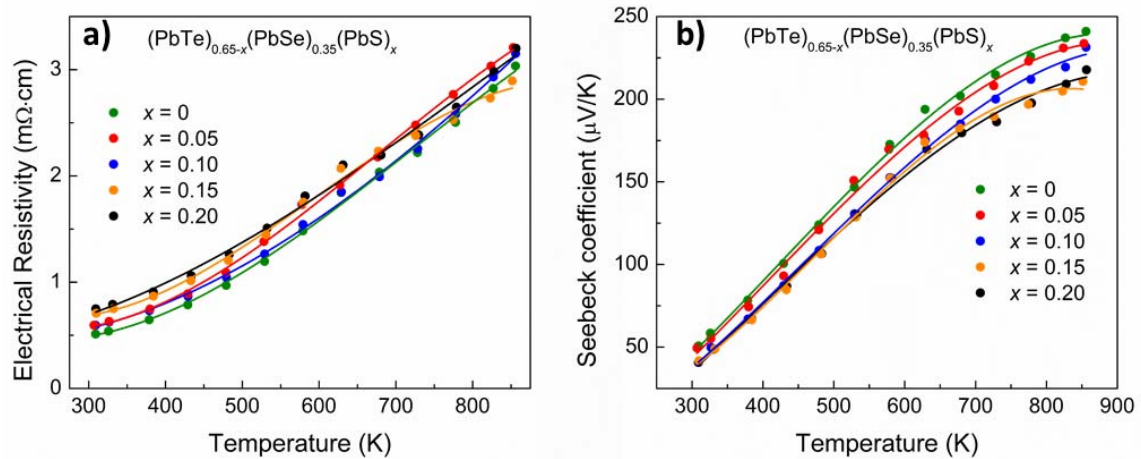 a)
(PbTe)0.65-x(PbSe)0.35(PbS)x
Electrical Resistivity (mΩ·cm)
3
2
1
0
x = 0
x = 0.05
x = 0.10
x = 0.15
x = 0.20
300 400 500 600 700 800
Temperature (K)
b)
(PbTe)0.65-x(PbSe)0.35(PbS)x
Seebeck coefficient (µV/K)
250
200
150
100
50
x = 0
x = 0.05
x = 0.10
x = 0.15
x = 0.20
300 400 500 600 700 800 900
Temperature (K)